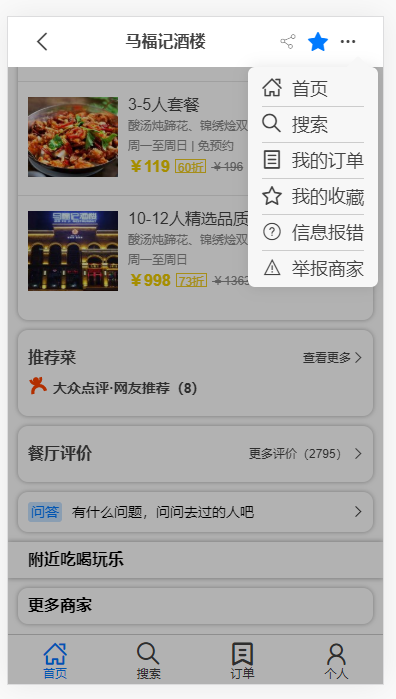 马福记酒楼
首页
搜索
我的订单
我的收藏
信息报错
举报商家
3-5人套餐
酸汤炖蹄花、锦绣烩双
周一至周日 | 免预约
￥119 60折 ￥196
10-12人精选品质
酸汤炖蹄花、锦绣烩双
周一至周日
￥998 73折 ￥1363
推荐菜 查看更多
大众点评·网友推荐（8）
餐厅评价 更多评价（2795）
问答 有什么问题，问问去过的人吧
附近吃喝玩乐
更多商家
首页 搜索 订单 个人